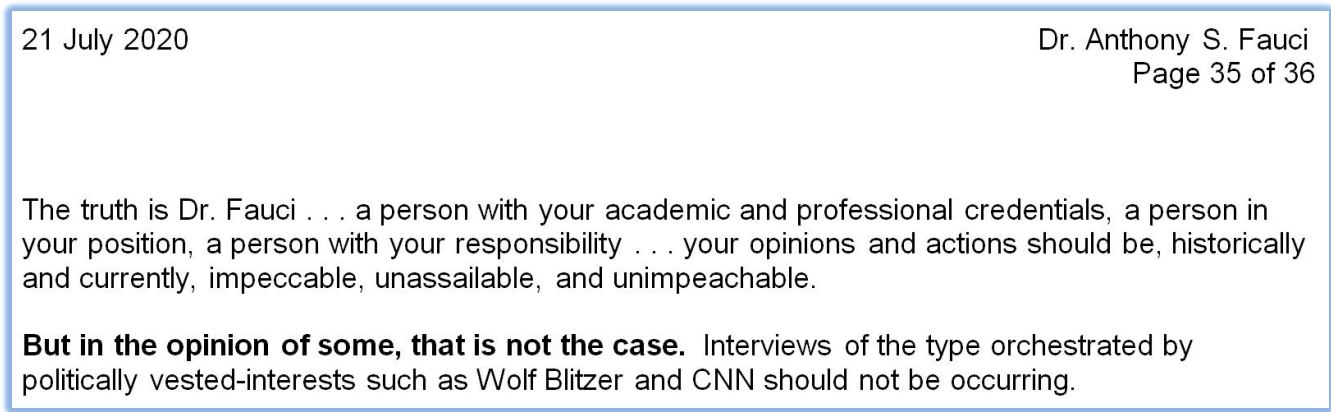 21 July 2020 Dr. Anthony S. Fauci
Page 35 of 36
The truth is Dr. Fauci . . . a person with your academic and professional credentials, a person in
your position, a person with your responsibility . . . your opinions and actions should be, historically
and currently, impeccable, unassailable, and unimpeachable.
But in the opinion of some, that is not the case. Interviews of the type orchestrated by
politically vested-interests such as Wolf Blitzer and CNN should not be occurring.